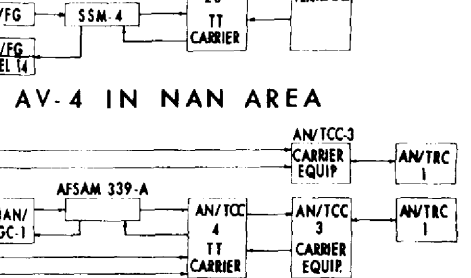 /FG
SSM-4
20
TT
CARRIER
/FG
EL 14
AV-4 IN NAN AREA
AN/TCC-3
CARRIER
EQUIP
AN/TRC
1
AFSAM 339-A
AN/
GC-1
AN/TCC
4
TT
CARRIER
AN/TCC
3
CARRIER
EQUIP.
AN/TRC
1